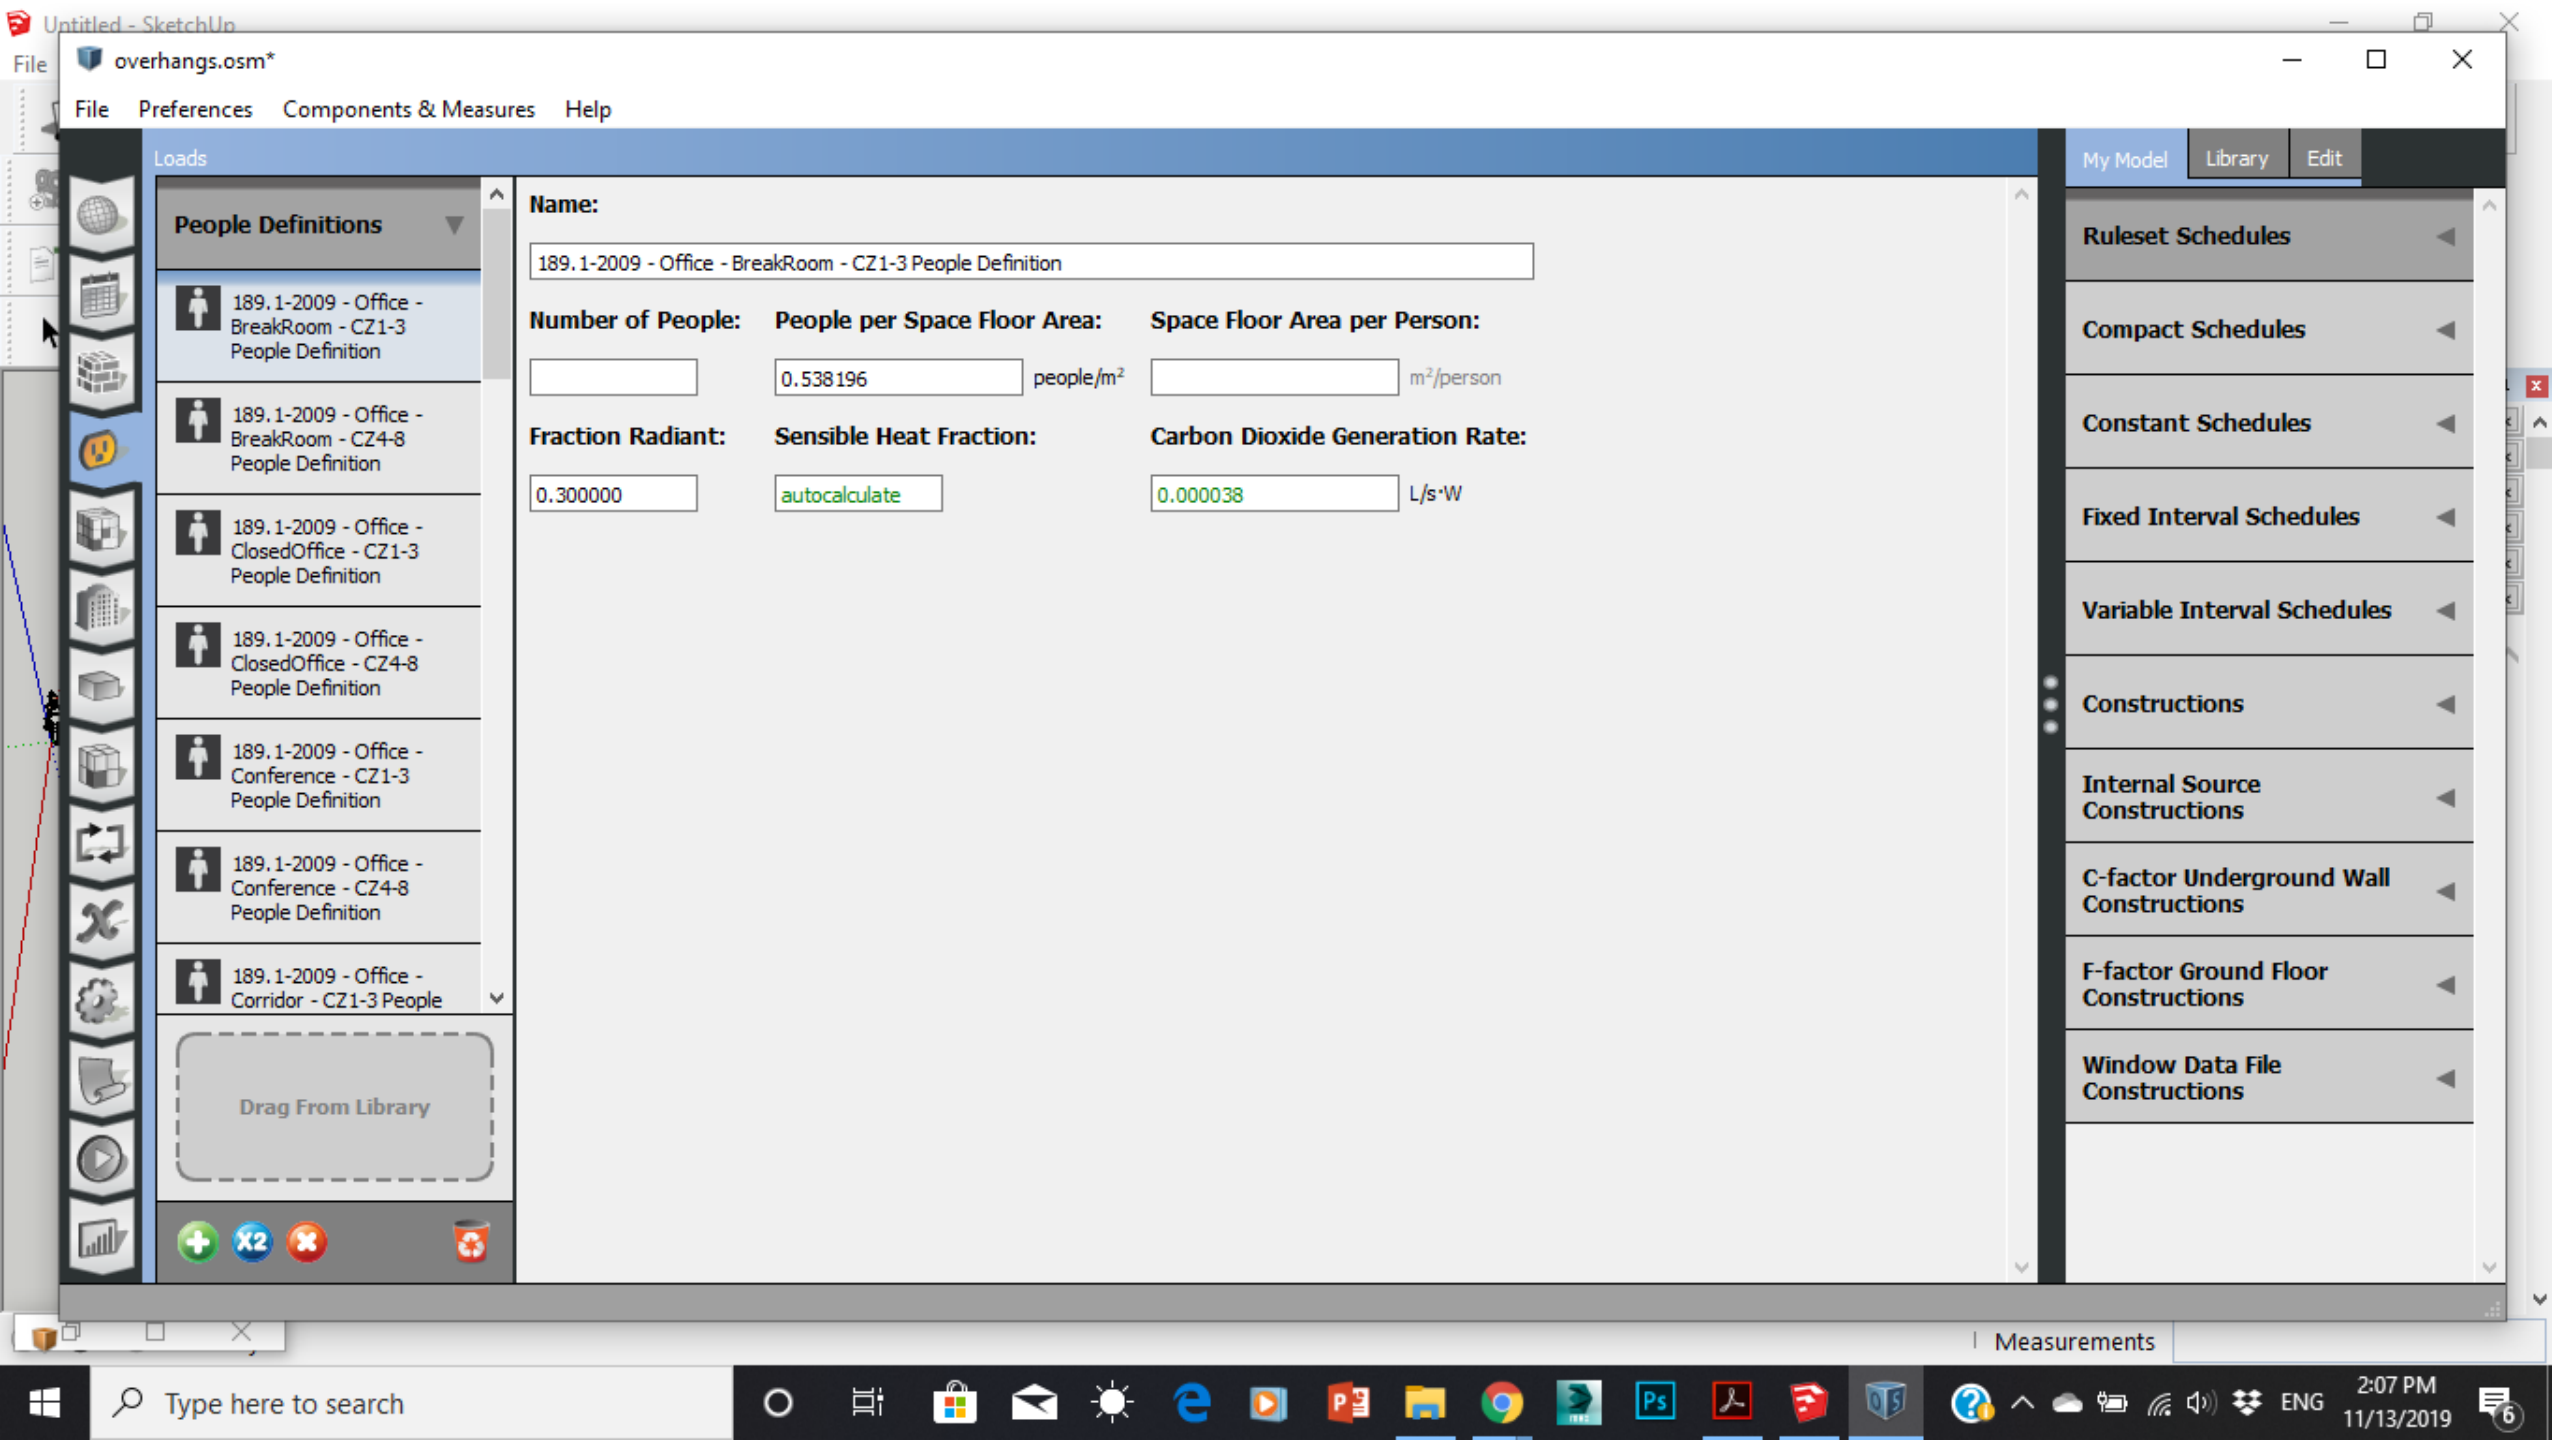 Untitled - SketchUp
File
overhangs.osm*
File Preferences Components & Measures Help
Loads
My Model Library Edit
People Definitions
189.1-2009 - Office -
BreakRoom - CZ1-3
People Definition
189.1-2009 - Office -
BreakRoom - CZ4-8
People Definition
189.1-2009 - Office -
ClosedOffice - CZ1-3
People Definition
189.1-2009 - Office -
ClosedOffice - CZ4-8
People Definition
189.1-2009 - Office -
Conference - CZ1-3
People Definition
189.1-2009 - Office -
Conference - CZ4-8
People Definition
189.1-2009 - Office -
Corridor - CZ1-3 People
Drag From Library
X2
Name:
189.1-2009 - Office - BreakRoom - CZ1-3 People Definition
Number of People: People per Space Floor Area: Space Floor Area per Person:
0.538196 people/m² m²/person
Fraction Radiant: Sensible Heat Fraction: Carbon Dioxide Generation Rate:
0.300000 autocalculate 0.000038 L/s·W
Ruleset Schedules
Compact Schedules
Constant Schedules
Fixed Interval Schedules
Variable Interval Schedules
Constructions
Internal Source
Constructions
C-factor Underground Wall
Constructions
F-factor Ground Floor
Constructions
Window Data File
Constructions
Measurements
Type here to search
Ps
ENG
2:07 PM
11/13/2019
6